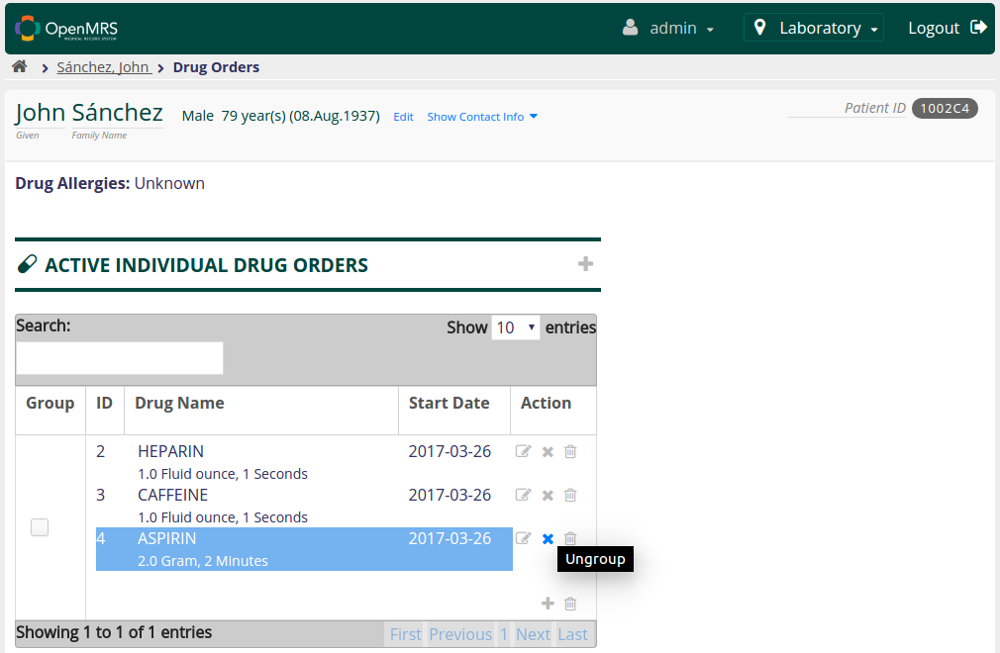 OpenMRS
MEDICAL RECORD SYSTEM
admin
Laboratory
Logout
Sánchez, John
Drug Orders
John Sánchez
Given
Family Name
Male 79 year(s) (08.Aug.1937)
Edit
Show Contact Info
Patient ID
1002C4
Drug Allergies: Unknown
ACTIVE INDIVIDUAL DRUG ORDERS
Search:
Show 10 entries
Group ID Drug Name Start Date Action
2 HEPARIN 2017-03-26
1.0 Fluid ounce, 1 Seconds
3 CAFFEINE 2017-03-26
1.0 Fluid ounce, 1 Seconds
4 ASPIRIN 2017-03-26
2.0 Gram, 2 Minutes
Ungroup
Showing 1 to 1 of 1 entries
First Previous 1 Next Last